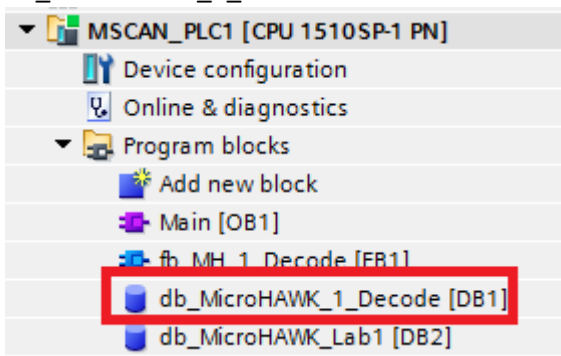 MSCAN_PLC1 [CPU 1510SP-1 PN]
Device configuration
Online & diagnostics
Program blocks
Add new block
Main [OB1]
fb_MH_1_Decode [FB1]
db_MicroHAWK_1_Decode [DB1]
db_MicroHAWK_Lab1 [DB2]